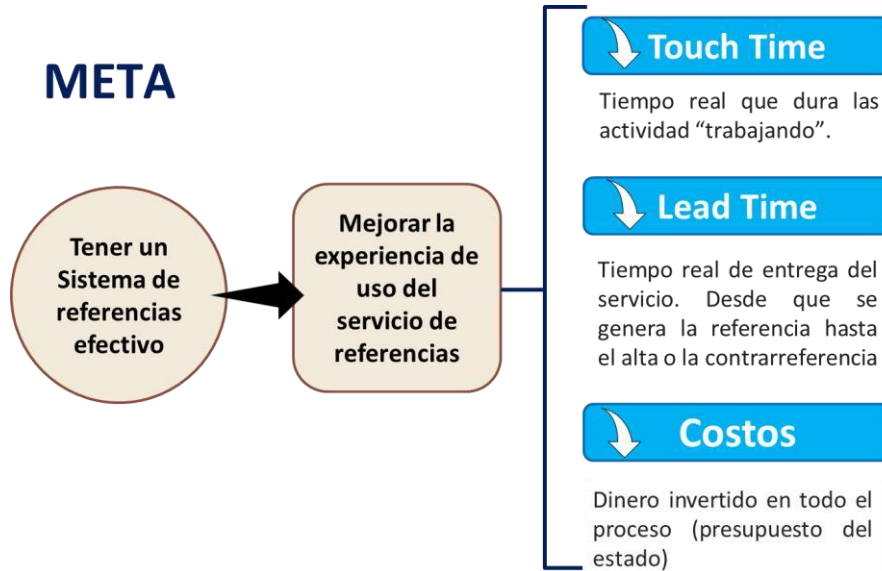 META
Tener un
Sistema de
referencias
efectivo
Mejorar la
experiencia de
uso del
servicio de
referencias
Touch Time
Tiempo real que dura las
actividad “trabajando”.
Lead Time
Tiempo real de entrega del
servicio. Desde que se
genera la referencia hasta
el alta o la contrarreferencia
Costos
Dinero invertido en todo el
proceso (presupuesto del
estado)